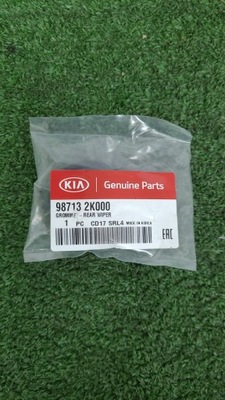 KIA Genuine Parts
98713 2K000
GROMMET - REAR WIPER
1 PC CD17 SRL4 MADE IN KOREA
EAC